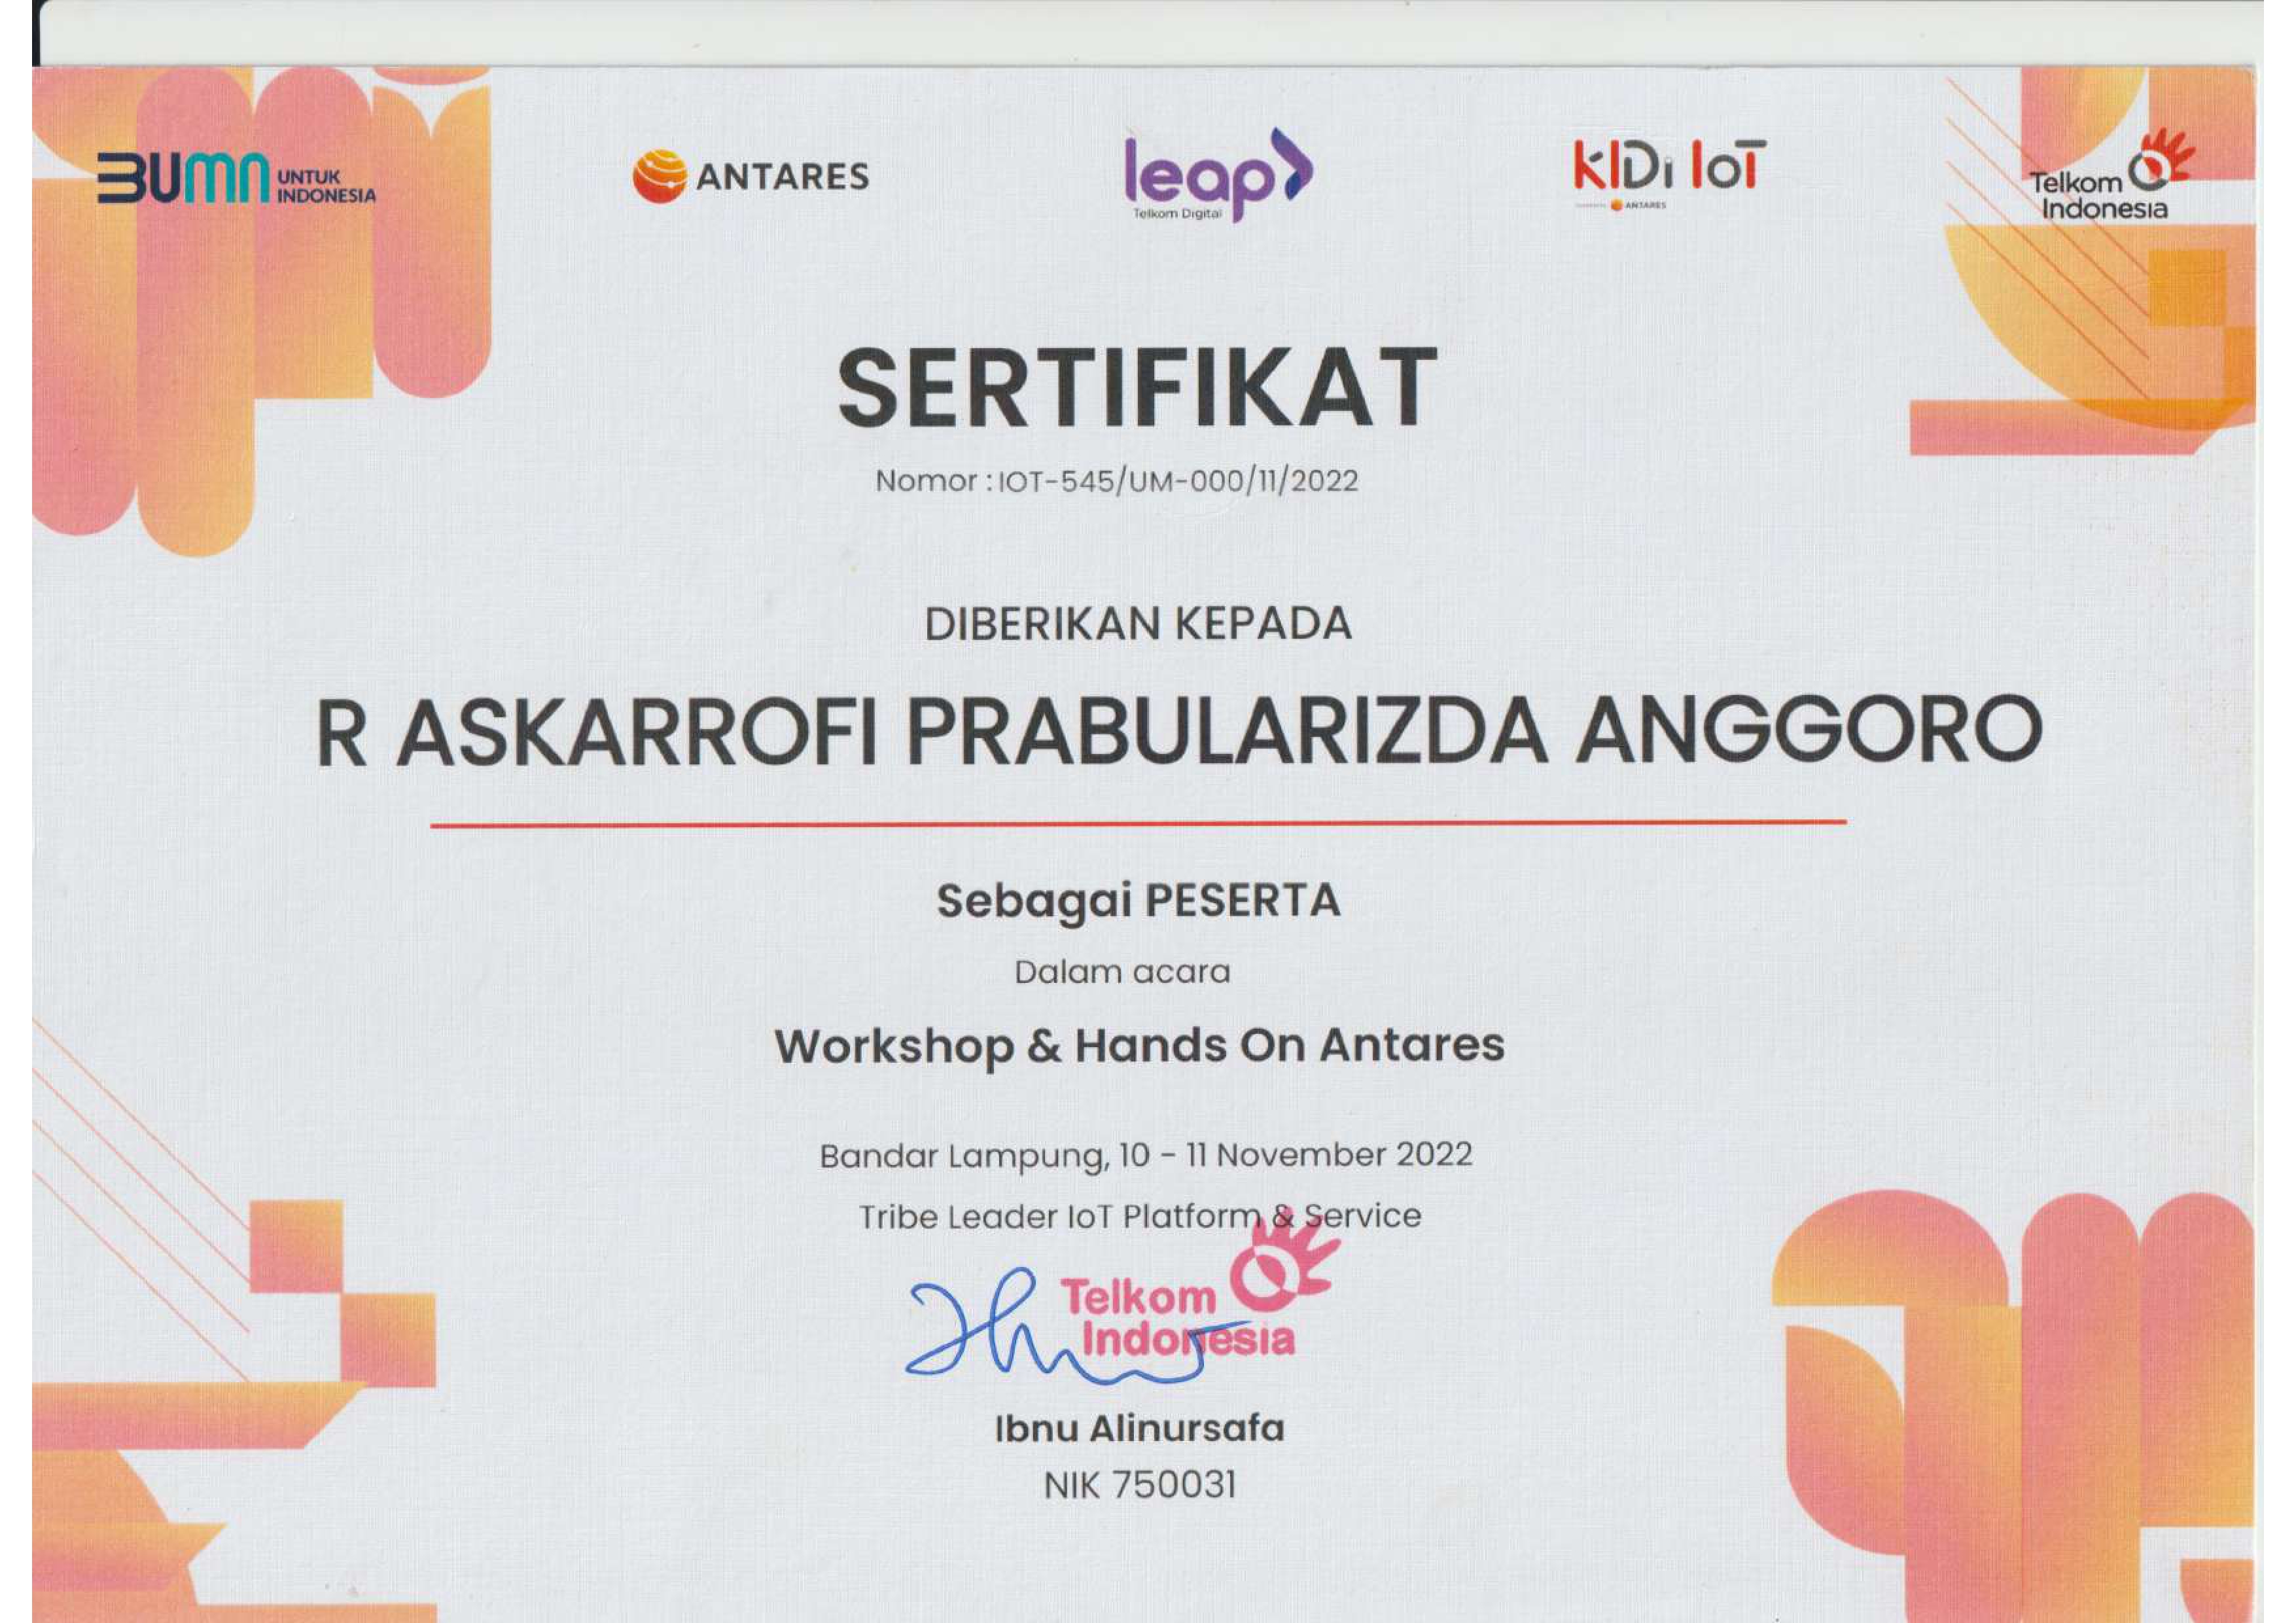 BUMN UNTUK INDONESIA
ANTARES
leap
Telkom Digital
KIDi IoT
ANTARES
Telkom Indonesia
SERTIFIKAT
Nomor : IOT-545/UM-000/11/2022
DIBERIKAN KEPADA
R ASKARROFI PRABULARIZDA ANGGORO
Sebagai PESERTA
Dalam acara
Workshop & Hands On Antares
Bandar Lampung, 10 - 11 November 2022
Tribe Leader IoT Platform & Service
Telkom
Indonesia
Ibnu Alinursafa
NIK 750031